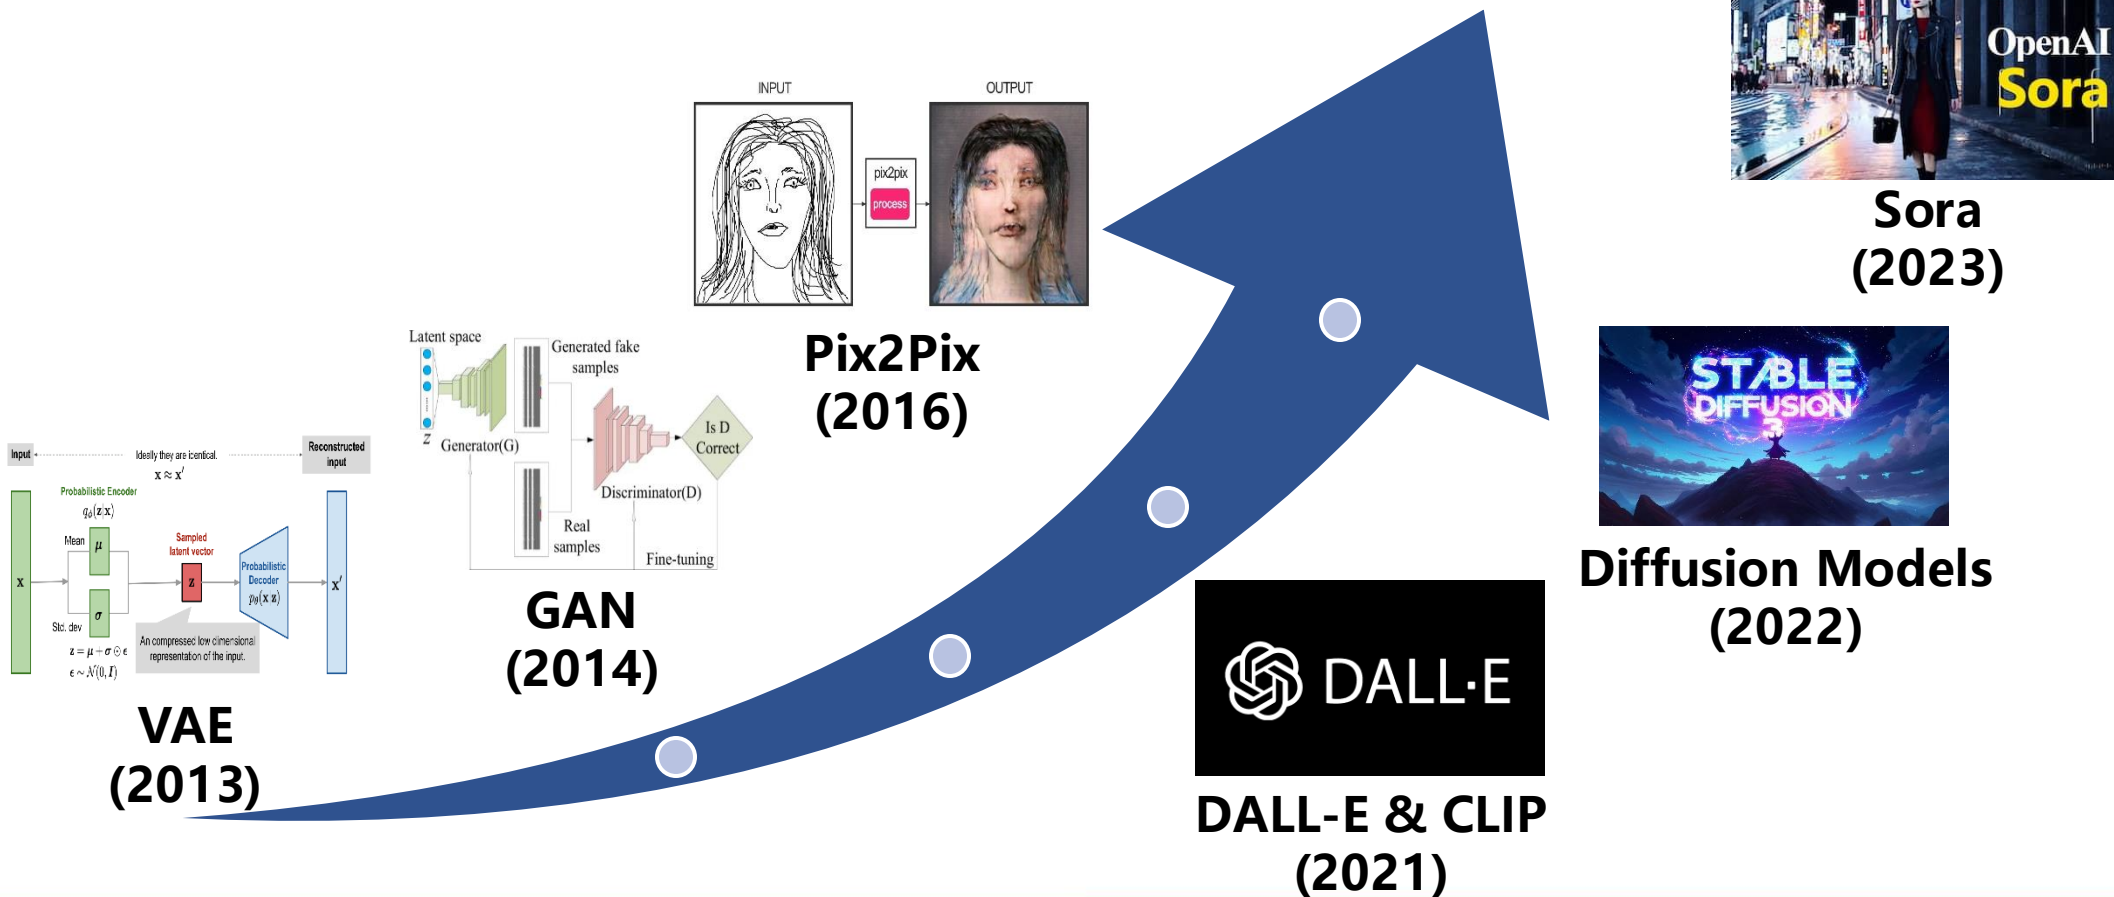 Input
Ideally they are identical.
x ≈ x′
Reconstructed
input
Probabilistic Encoder
qϕ(z|x)
Mean
μ
Std. dev
σ
x
z = μ + σ ⊙ ϵ
ϵ ∼ 𝒩(0, I)
Sampled
latent vector
z
An compressed low dimensional
representation of the input.
Probabilistic
Decoder
pθ(x|z)
x′
VAE
(2013)
Latent space
z
Generator(G)
Generated fake
samples
Real
samples
Discriminator(D)
Is D
Correct
Fine-tuning
GAN
(2014)
INPUT
pix2pix
process
OUTPUT
Pix2Pix
(2016)
DALL·E
DALL-E & CLIP
(2021)
STABLE
DIFFUSION
3
Diffusion Models
(2022)
OpenAI
Sora
Sora
(2023)